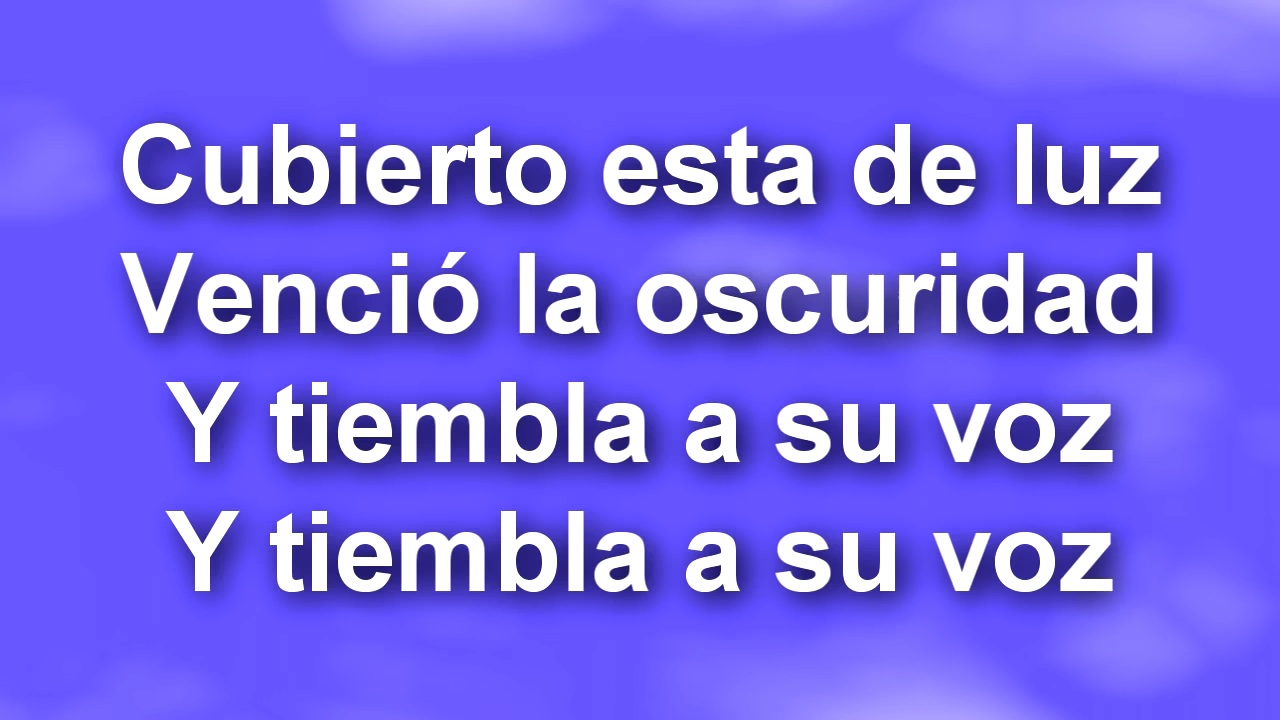 Cubierto esta de luz
Venció la oscuridad
Y tiembla a su voz
Y tiembla a su voz